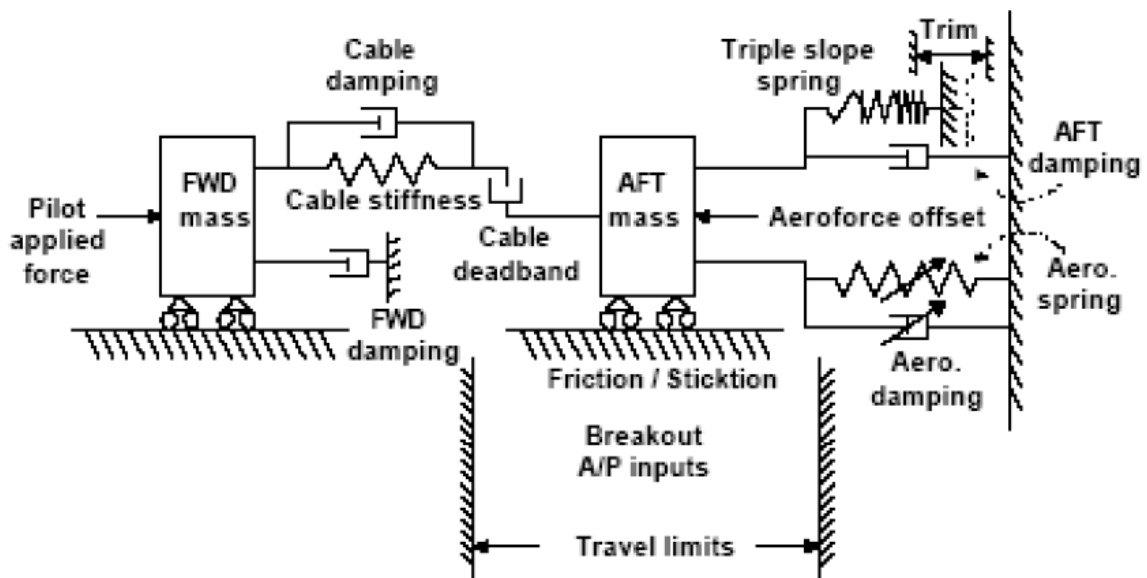 Cable
damping
Triple slope
spring
Trim
AFT
damping
FWD
mass
Cable stiffness
AFT
mass
Pilot
applied
force
Aeroforce offset
Cable
deadband
Aero.
spring
FWD
damping
Friction / Sticktion
Aero.
damping
Breakout
A/P inputs
Travel limits